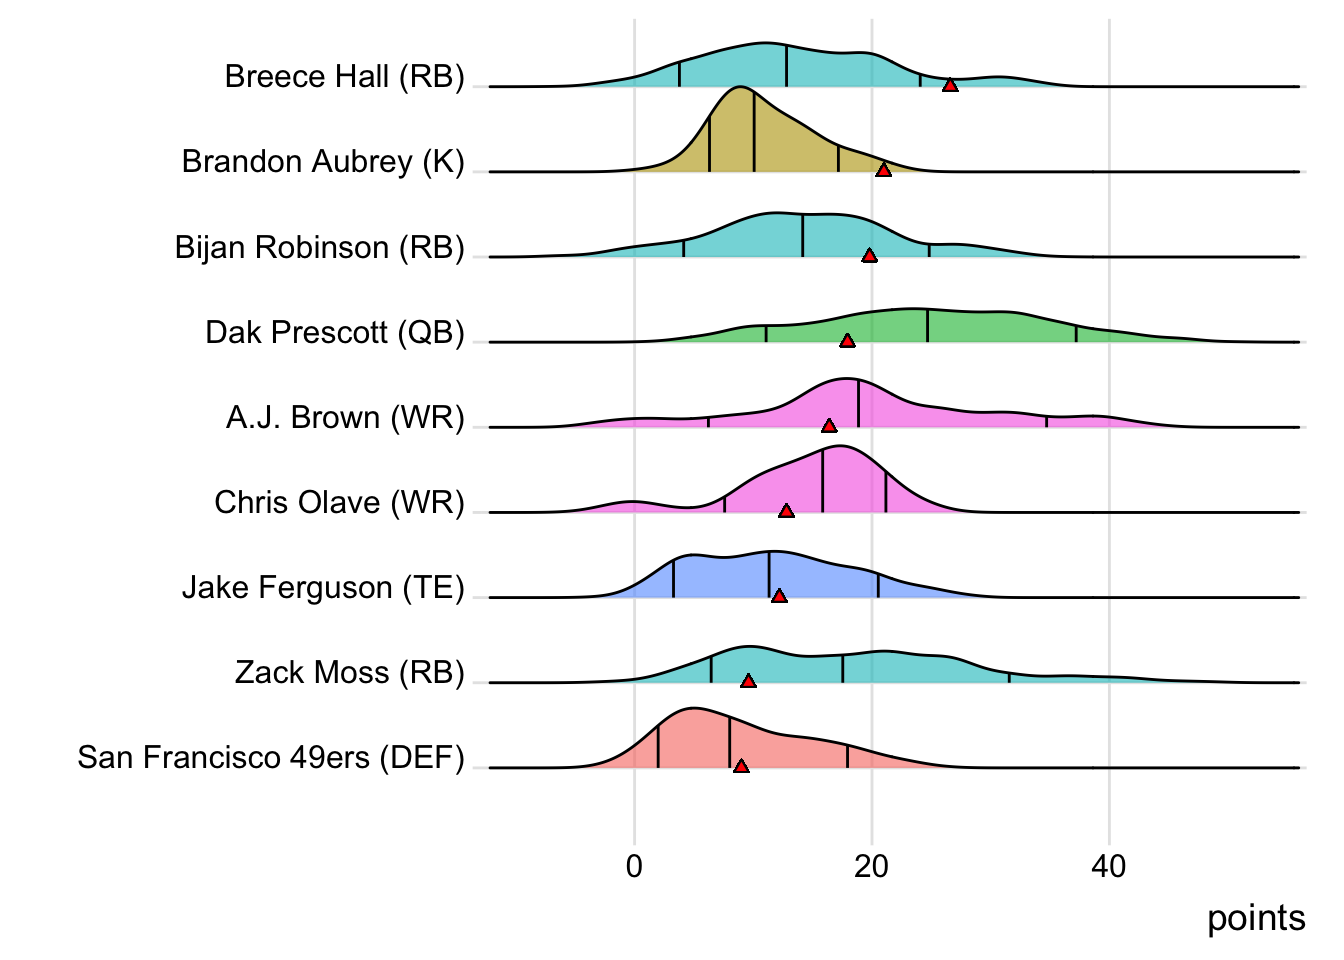 Breece Hall (RB)
Brandon Aubrey (K)
Bijan Robinson (RB)
Dak Prescott (QB)
A.J. Brown (WR)
Chris Olave (WR)
Jake Ferguson (TE)
Zack Moss (RB)
San Francisco 49ers (DEF)
0 20 40
points